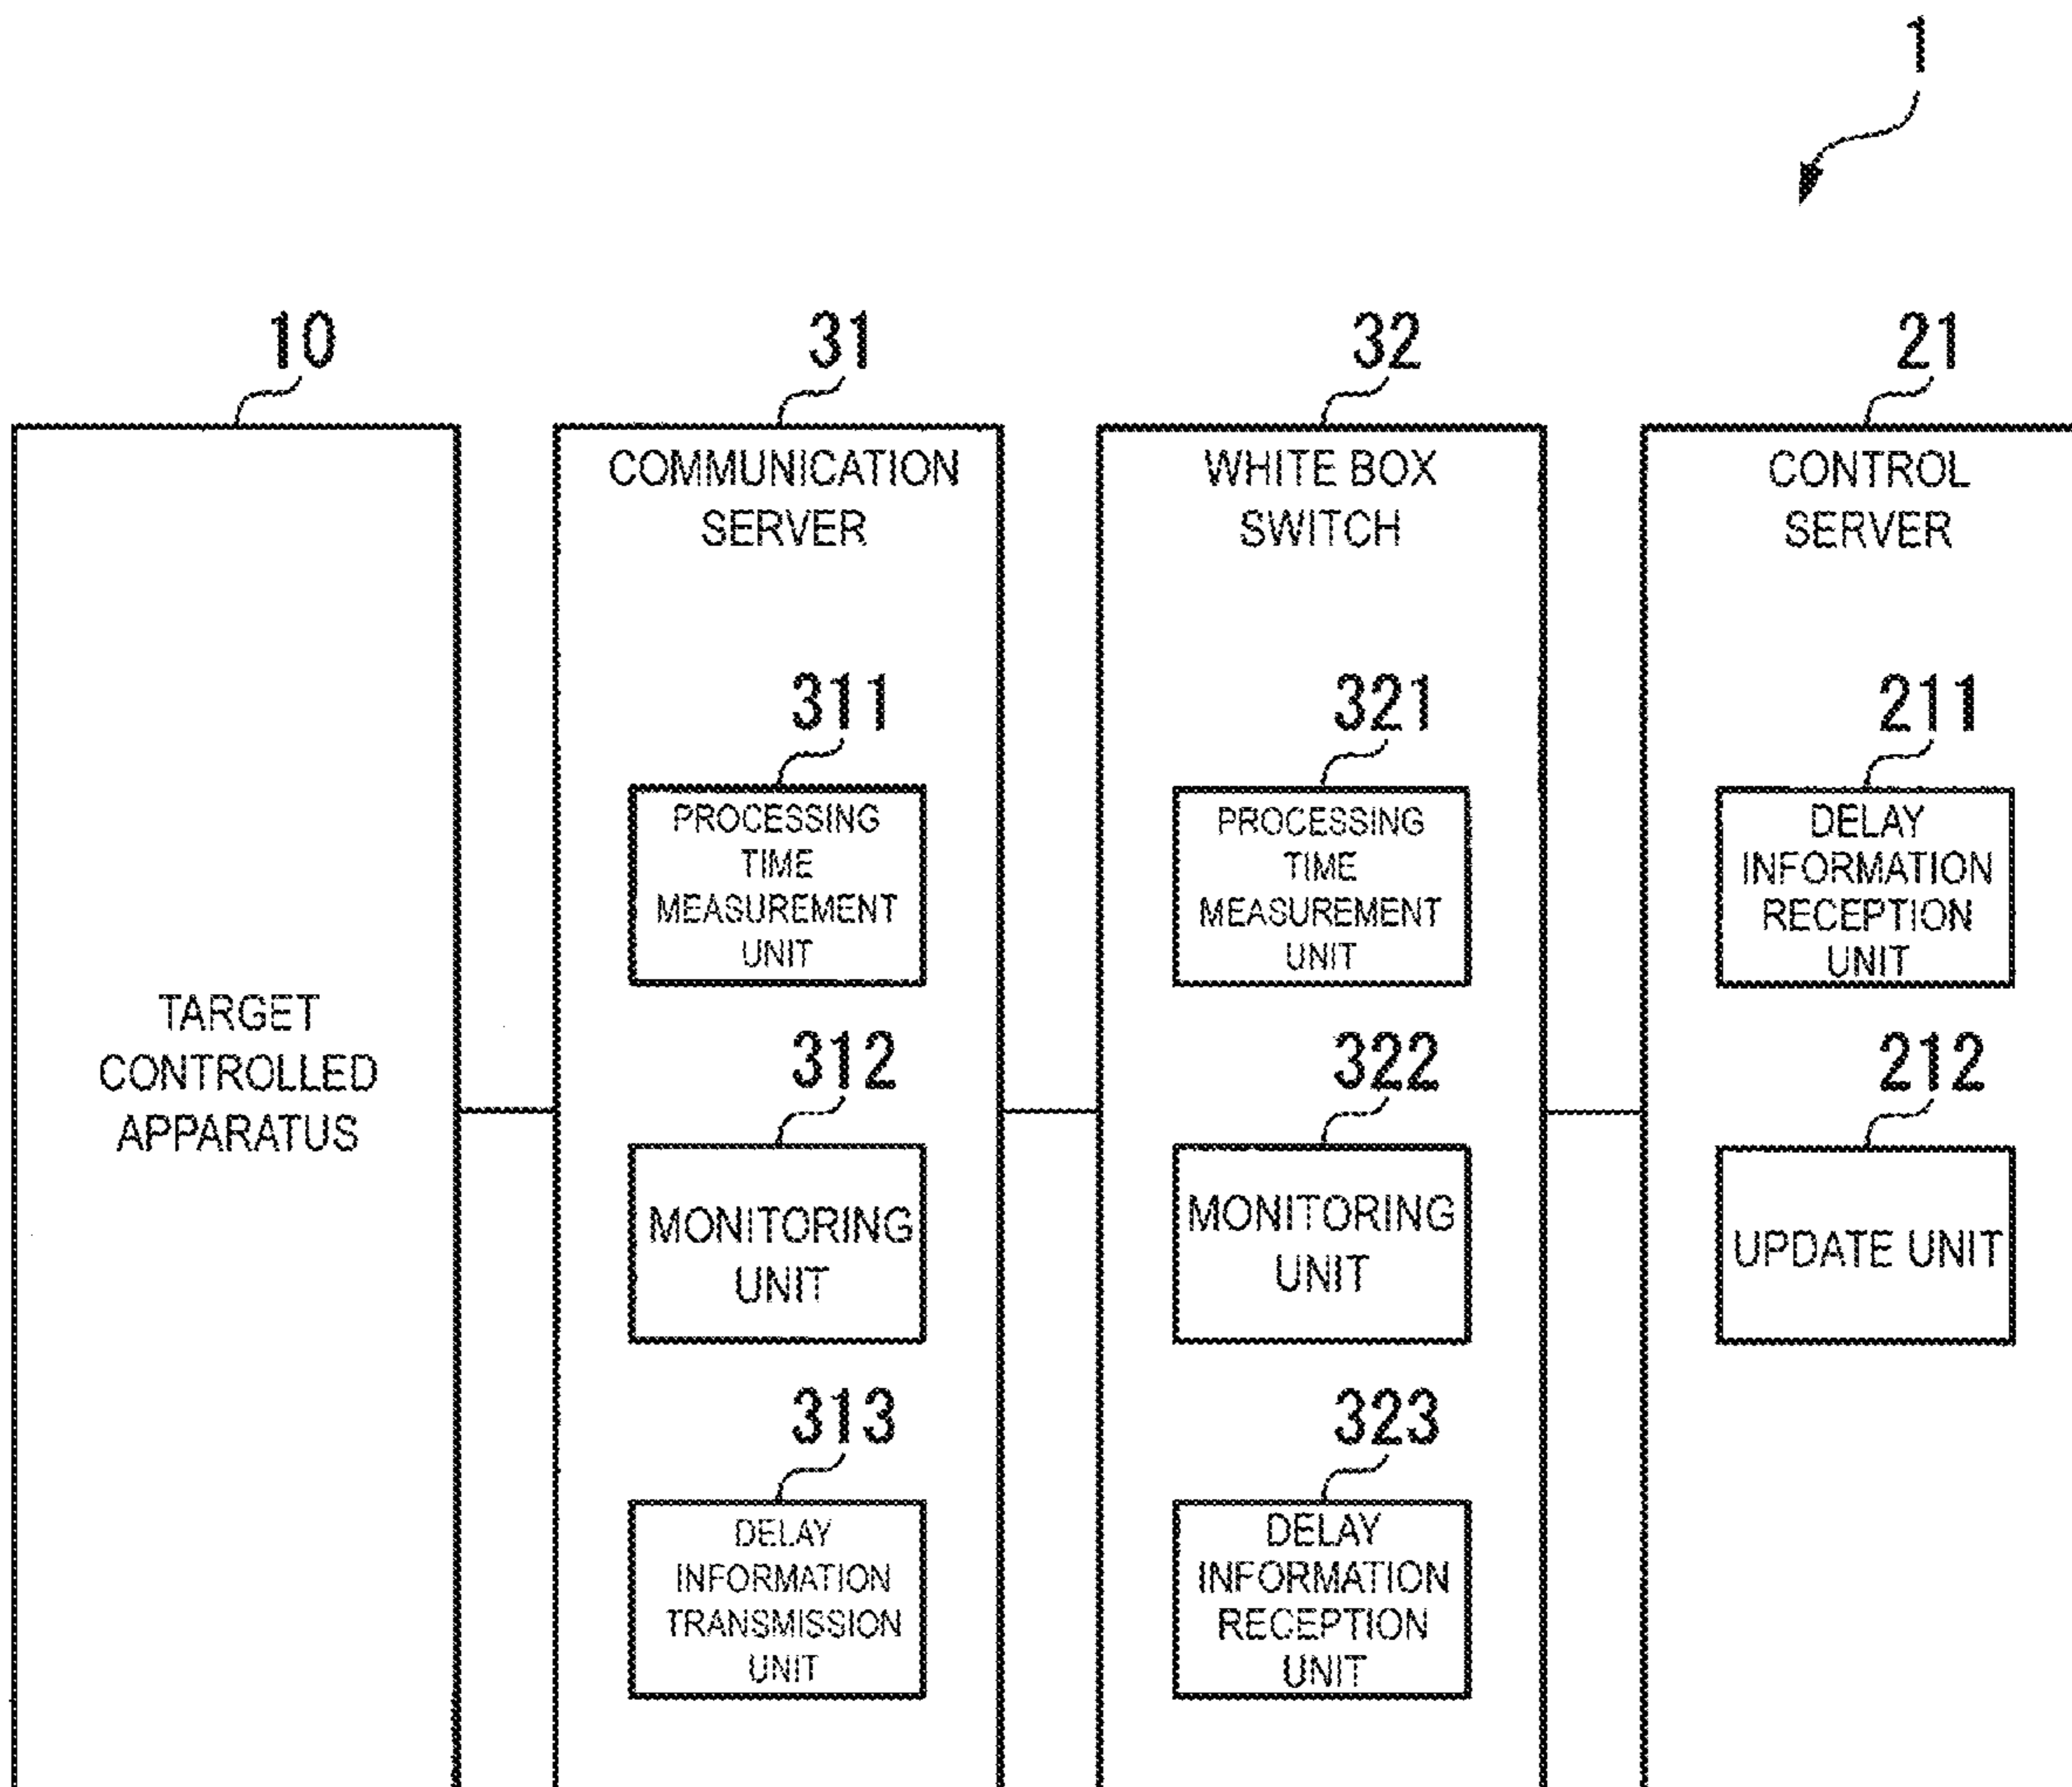 1
10
31
32
21
COMMUNICATION
SERVER
WHITE BOX
SWITCH
CONTROL
SERVER
311
321
211
PROCESSING
TIME
MEASUREMENT
UNIT
PROCESSING
TIME
MEASUREMENT
UNIT
DELAY
INFORMATION
RECEPTION
UNIT
TARGET
CONTROLLED
APPARATUS
312
322
212
MONITORING
UNIT
MONITORING
UNIT
UPDATE UNIT
313
323
DELAY
INFORMATION
TRANSMISSION
UNIT
DELAY
INFORMATION
RECEPTION
UNIT